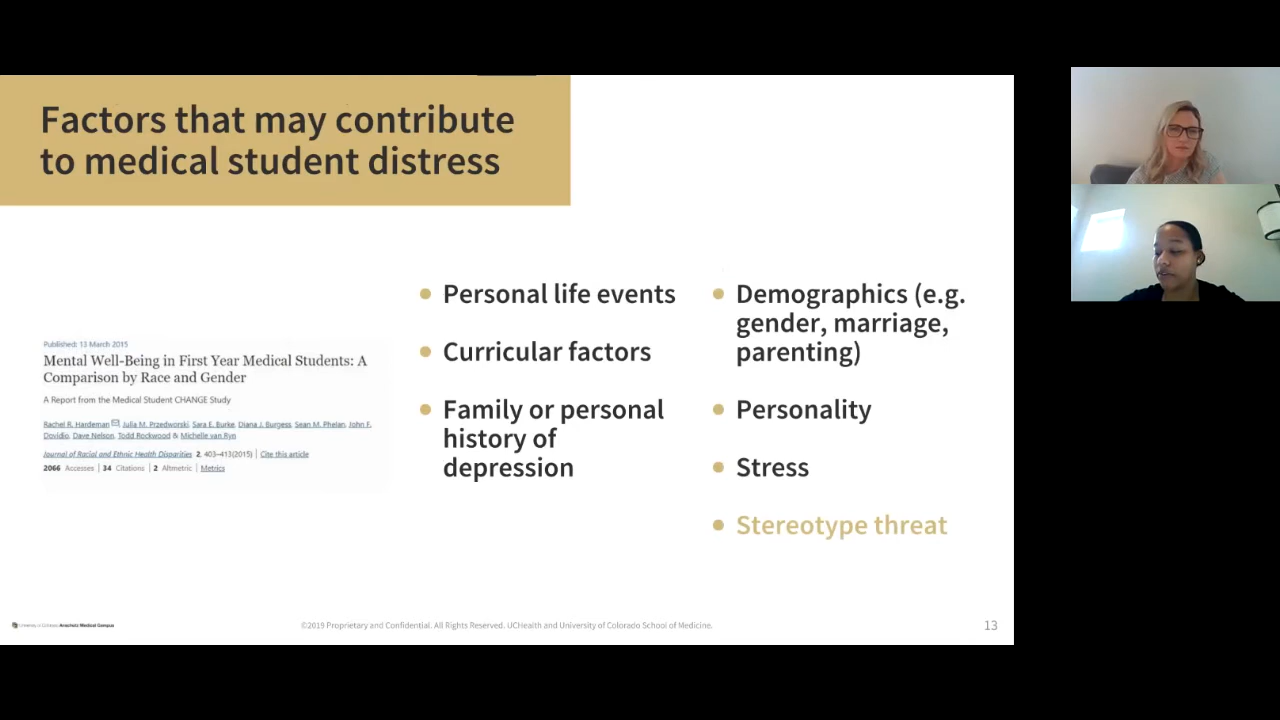 Factors that may contribute
to medical student distress
Published: 13 March 2015
Mental Well-Being in First Year Medical Students: A
Comparison by Race and Gender
A Report from the Medical Student CHANGE Study
Rachel R. Hardeman, Julia M. Przedworski, Sara E. Burke, Diana J. Burgess, Sean M. Phelan, John F.
Dovidio, Dave Nelson, Todd Rockwood & Michelle van Ryn
Journal of Racial and Ethnic Health Disparities 2, 403–413(2015) | Cite this article
2066 Accesses | 34 Citations | 2 Altmetric | Metrics
Personal life events
Curricular factors
Family or personal
history of
depression
Demographics (e.g.
gender, marriage,
parenting)
Personality
Stress
Stereotype threat
Anschutz Medical Campus
©2019 Proprietary and Confidential. All Rights Reserved. UCHealth and University of Colorado School of Medicine.
13